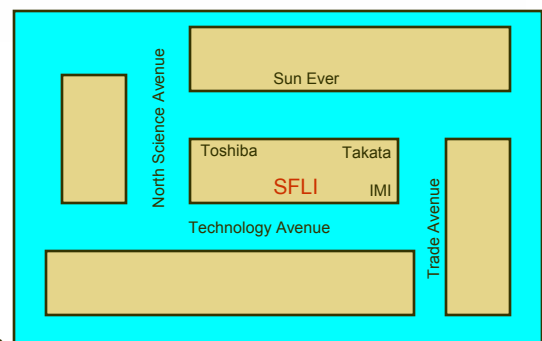 Sun Ever
North Science Avenue
Toshiba
Takata
SFLI
IMI
Technology Avenue
Trade Avenue